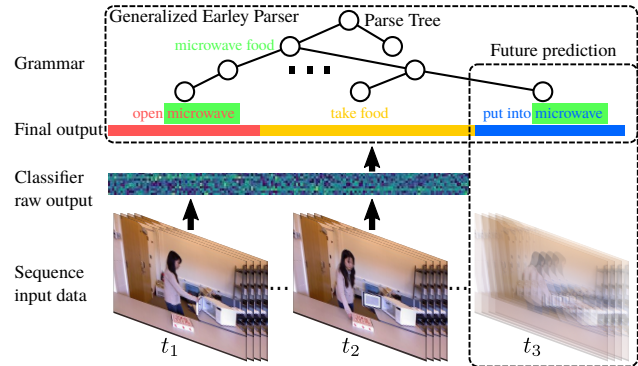 Generalized Earley Parser
Parse Tree
microwave food
Grammar
Future prediction
open microwave
take food
put into microwave
Final output
Classifier
raw output
Sequence
input data
...
...
t1
t2
t3